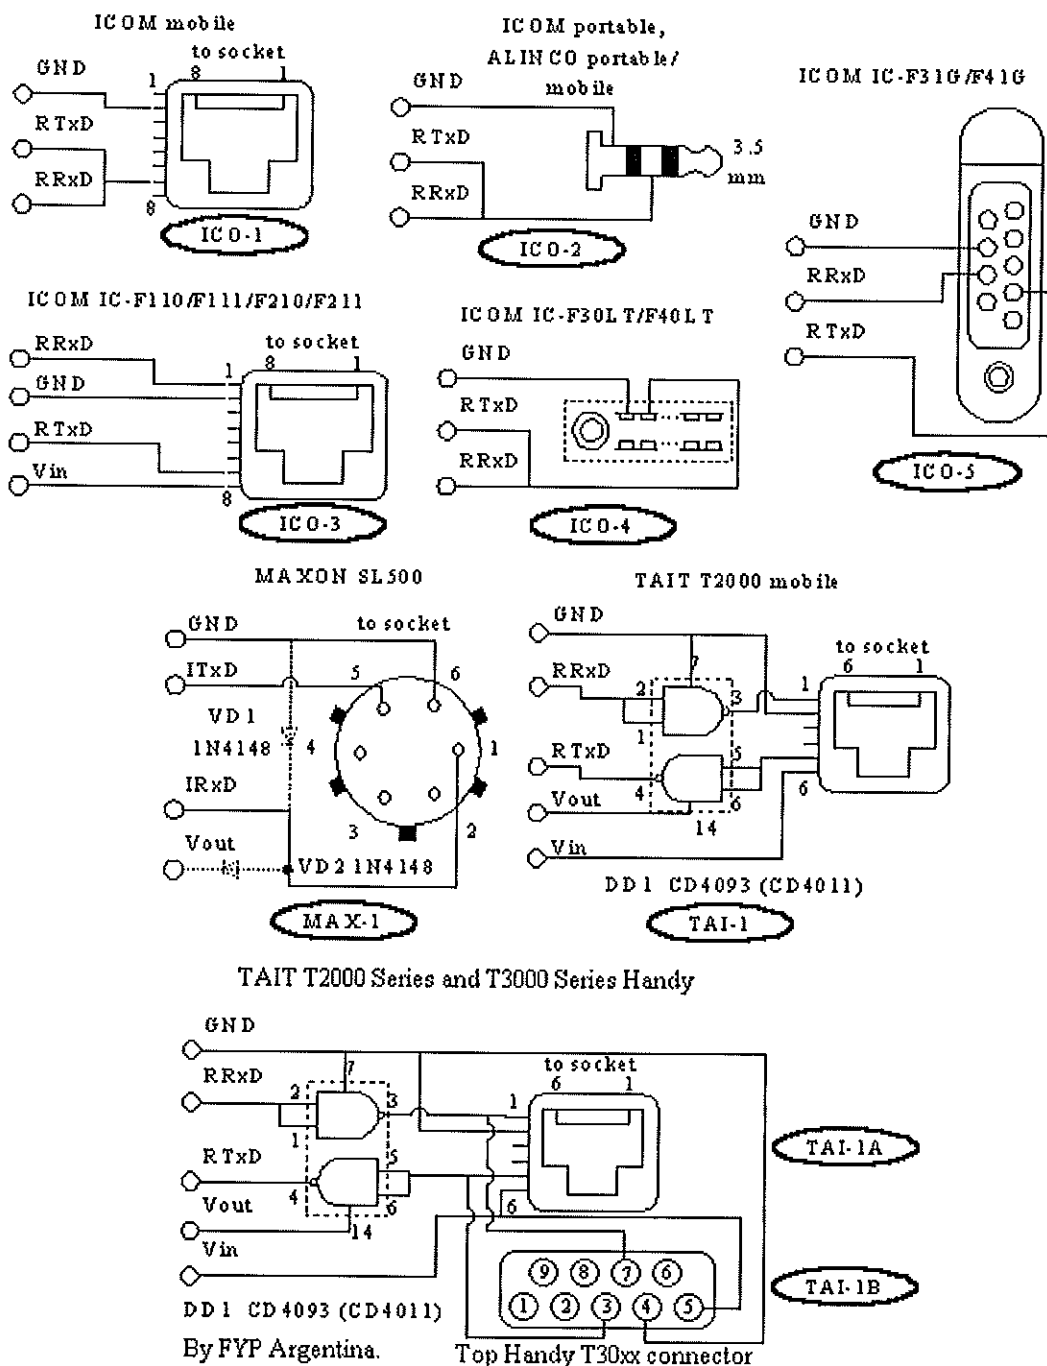 ICOM mobile
to socket
GND
1
8
1
RTxD
RRxD
8
ICO-1
ICOM portable,
ALINCO portable/
mobile
GND
RTxD
RRxD
3.5
mm
ICO-2
ICOM IC-F31G/F41G
GND
RRxD
RTxD
ICO-5
ICOM IC-F110/F111/F210/F211
to socket
RRxD
1
8
1
GND
RTxD
Vin
8
ICO-3
ICOM IC-F30LT/F40LT
GND
RTxD
RRxD
ICO-4
MAXON SL500
GND
to socket
ITxD
5
6
VD1
1N4148
4
1
IRxD
3
2
Vout
VD2 1N4148
MAX-1
TAIT T2000 mobile
GND
to socket
7
6
1
RRxD
2
3
1
1
RTxD
5
4
6
6
Vout
14
Vin
DD1 CD4093 (CD4011)
TAI-1
TAIT T2000 Series and T3000 Series Handy
GND
to socket
7
6
1
RRxD
2
3
1
1
RTxD
5
4
6
6
Vout
14
Vin
TAI-1A
9 8 7 6
1 2 3 4 5
TAI-1B
DD1 CD4093 (CD4011)
By FYP Argentina.
Top Handy T30xx connector